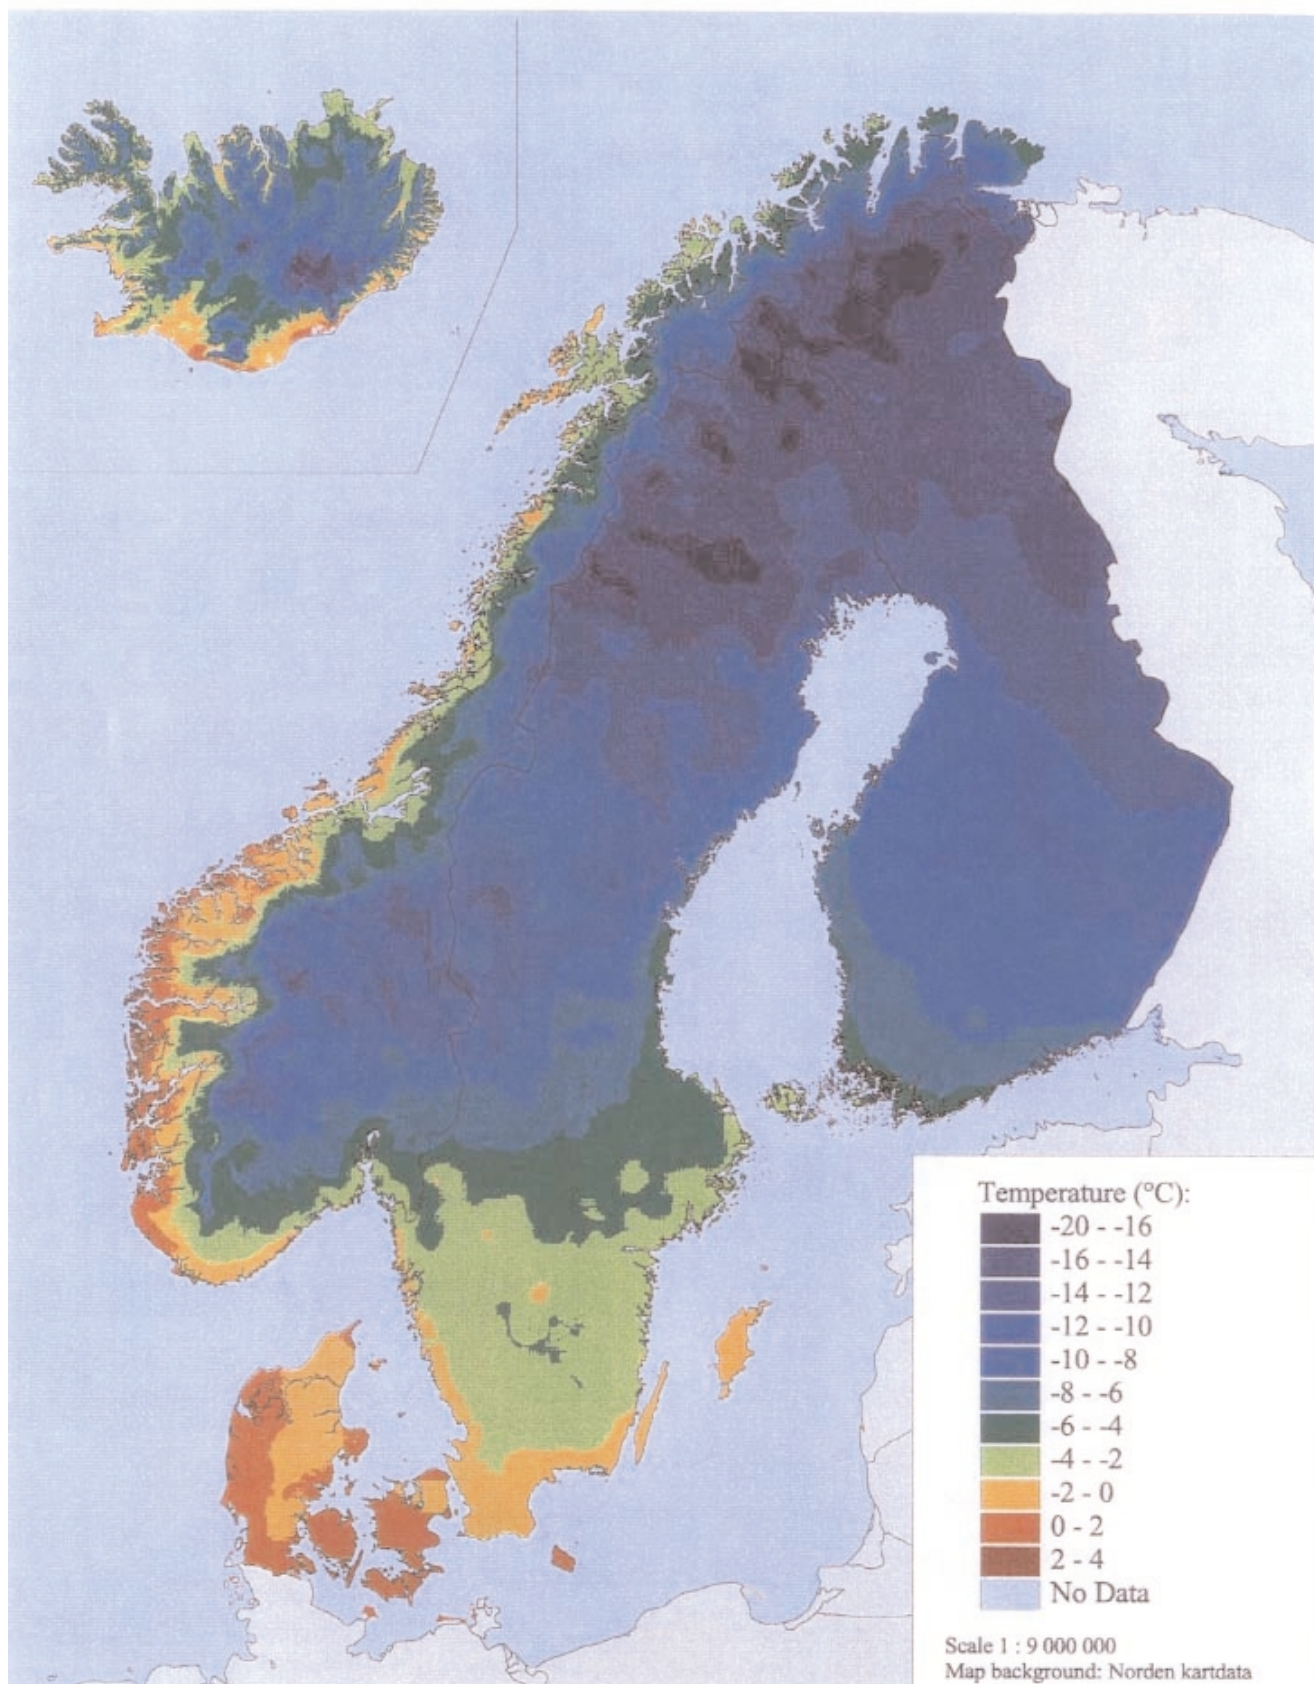 Temperature (°C):
-20 - -16
-16 - -14
-14 - -12
-12 - -10
-10 - -8
-8 - -6
-6 - -4
-4 - -2
-2 - 0
0 - 2
2 - 4
No Data
Scale 1 : 9 000 000
Map background: Norden kartdata